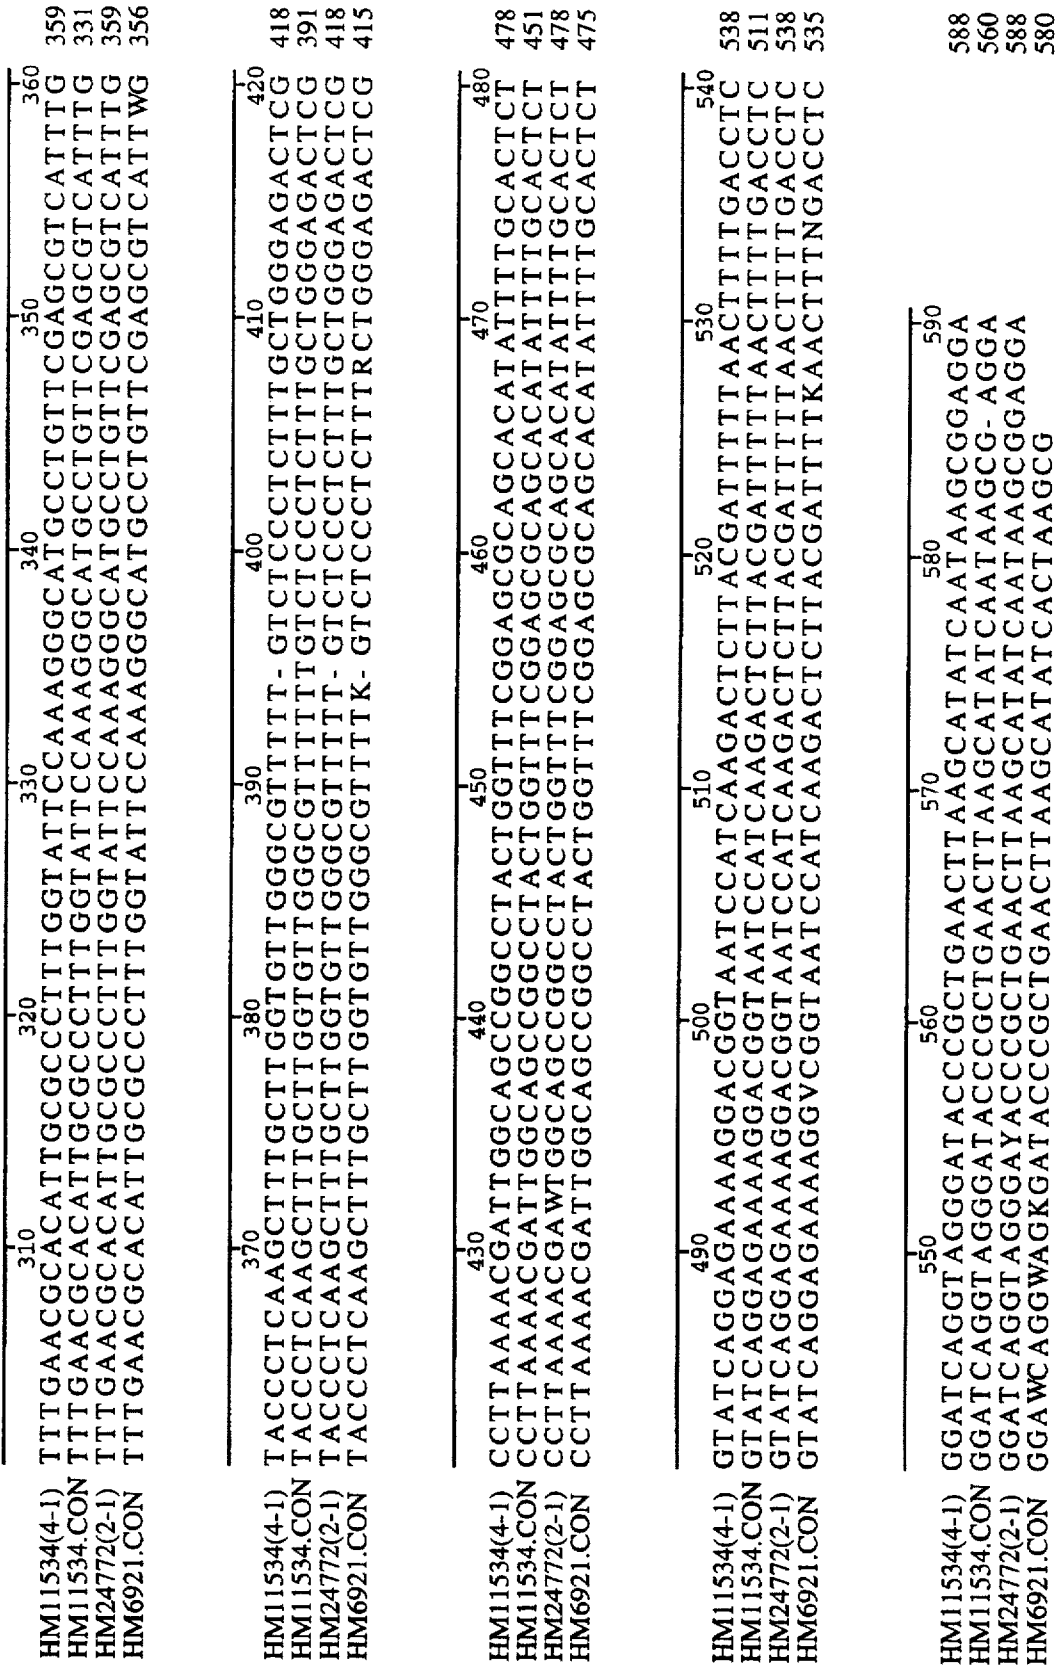 310 320 330 340 350 360
HM11534(4-1) TTTGAACGCACATTGCGCCCTTTGGTATTCCAAAGGGCATGCCTGTTCGAGCGTCATTTG 359
HM11534.CON TTTGAACGCACATTGCGCCCTTTGGTATTCCAAAGGGCATGCCTGTTCGAGCGTCATTTG 331
HM24772(2-1) TTTGAACGCACATTGCGCCCTTTGGTATTCCAAAGGGCATGCCTGTTCGAGCGTCATTTG 359
HM6921.CON TTTGAACGCACATTGCGCCCTTTGGTATTCCAAAGGGCATGCCTGTTCGAGCGTCATTWG 356
370 380 390 400 410 420
HM11534(4-1) TACCCTCAAGCTTTGCTTGGTGTTGGGCGTTTTT-GTCTCCCTCTTTGCTGGGAGACTCG 418
HM11534.CON TACCCTCAAGCTTTGCTTGGTGTTGGGCGTTTTTTGTCTCCCTCTTTGCTGGGAGACTCG 391
HM24772(2-1) TACCCTCAAGCTTTGCTTGGTGTTGGGCGTTTTT-GTCTCCCTCTTTGCTGGGAGACTCG 418
HM6921.CON TACCCTCAAGCTTTGCTTGGTGTTGGGCGTTTTK-GTCTCCCTCTTTRCTGGGAGACTCG 415
430 440 450 460 470 480
HM11534(4-1) CCTTAAAACGATTGGCAGCCGGCCTACTGGTTTCGGAGCGCAGCACATATTTTGCACTCT 478
HM11534.CON CCTTAAAACGATTGGCAGCCGGCCTACTGGTTTCGGAGCGCAGCACATATTTTGCACTCT 451
HM24772(2-1) CCTTAAAACGAWTGGCAGCCGGCCTACTGGTTTCGGAGCGCAGCACATATTTTGCACTCT 478
HM6921.CON CCTTAAAACGATTGGCAGCCGGCCTACTGGTTTCGGAGCGCAGCACATATTTTGCACTCT 475
490 500 510 520 530 540
HM11534(4-1) GTATCAGGAGAAAAGGACGGTAATCCATCAAGACTCTTACGATTTTTAACTTTTGACCTC 538
HM11534.CON GTATCAGGAGAAAAGGACGGTAATCCATCAAGACTCTTACGATTTTTAACTTTTGACCTC 511
HM24772(2-1) GTATCAGGAGAAAAGGACGGTAATCCATCAAGACTCTTACGATTTTTAACTTTTGACCTC 538
HM6921.CON GTATCAGGAGAAAAGGVCGGTAATCCATCAAGACTCTTACGATTTTKAACTTTNGACCTC 535
550 560 570 580 590
HM11534(4-1) GGATCAGGTAGGGATACCCGCTGAACTTAAGCATATCAATAAGCGGAGGA 588
HM11534.CON GGATCAGGTAGGGATACCCGCTGAACTTAAGCATATCAATAAGCG-AGGA 560
HM24772(2-1) GGATCAGGTAGGGAYACCCGCTGAACTTAAGCATATCAATAAGCGGAGGA 588
HM6921.CON GGAWCAGGWAGKGATACCCGCTGAACTTAAGCATATCACTAAGCG 580